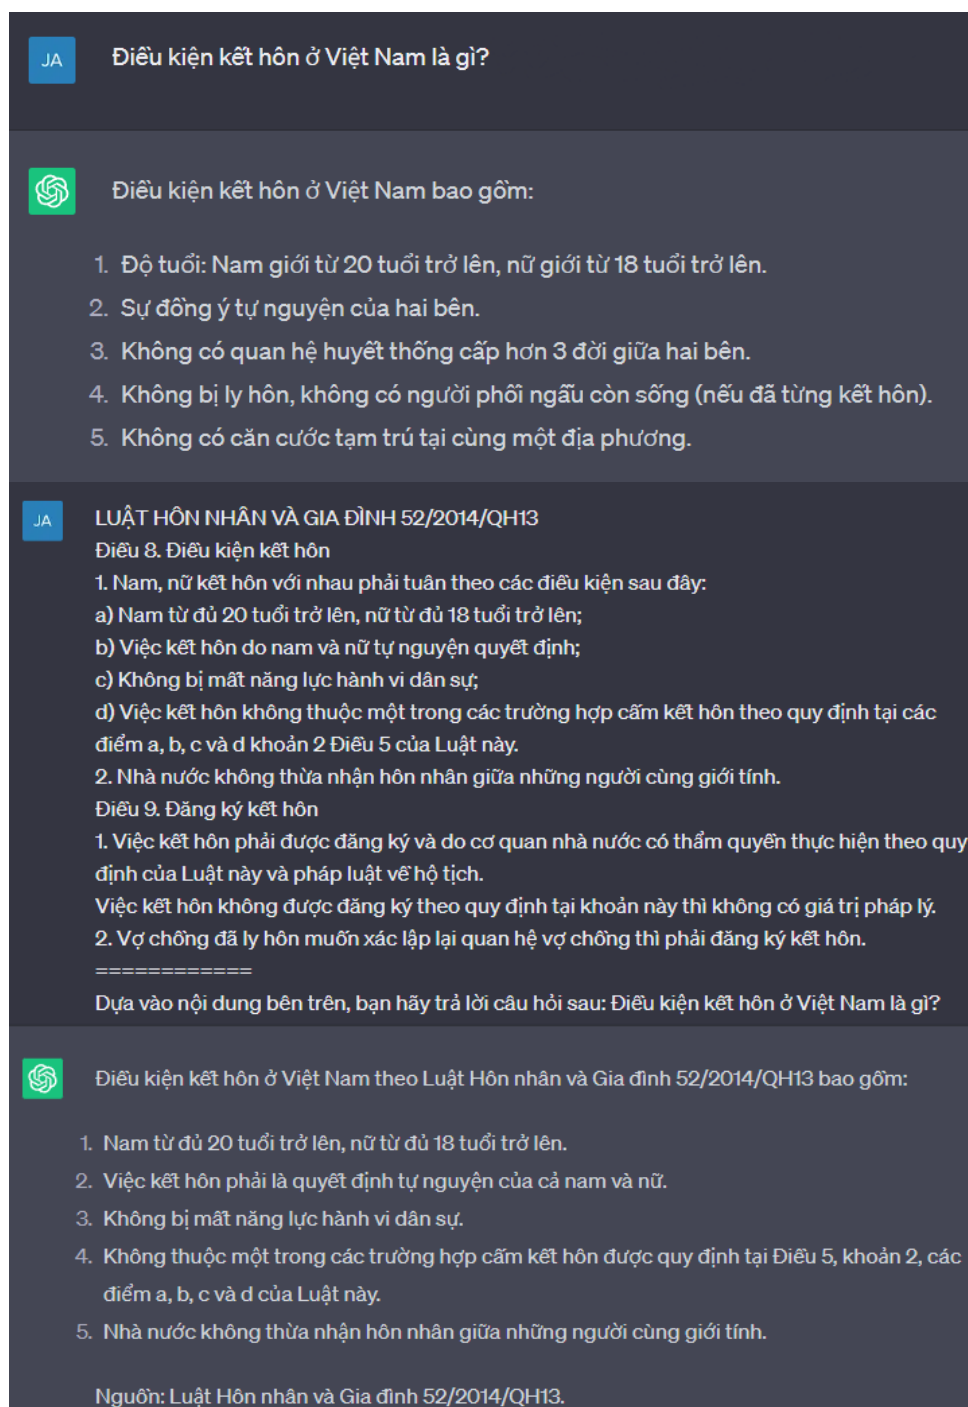 JA
Điều kiện kết hôn ở Việt Nam là gì?
Điều kiện kết hôn ở Việt Nam bao gồm:
1. Độ tuổi: Nam giới từ 20 tuổi trở lên, nữ giới từ 18 tuổi trở lên.
2. Sự đồng ý tự nguyện của hai bên.
3. Không có quan hệ huyết thống cấp hơn 3 đời giữa hai bên.
4. Không bị ly hôn, không có người phối ngẫu còn sống (nếu đã từng kết hôn).
5. Không có căn cước tạm trú tại cùng một địa phương.
JA
LUẬT HÔN NHÂN VÀ GIA ĐÌNH 52/2014/QH13
Điều 8. Điều kiện kết hôn
1. Nam, nữ kết hôn với nhau phải tuân theo các điều kiện sau đây:
a) Nam từ đủ 20 tuổi trở lên, nữ từ đủ 18 tuổi trở lên;
b) Việc kết hôn do nam và nữ tự nguyện quyết định;
c) Không bị mất năng lực hành vi dân sự;
d) Việc kết hôn không thuộc một trong các trường hợp cấm kết hôn theo quy định tại các
điểm a, b, c và d khoản 2 Điều 5 của Luật này.
2. Nhà nước không thừa nhận hôn nhân giữa những người cùng giới tính.
Điều 9. Đăng ký kết hôn
1. Việc kết hôn phải được đăng ký và do cơ quan nhà nước có thẩm quyền thực hiện theo quy
định của Luật này và pháp luật về hộ tịch.
Việc kết hôn không được đăng ký theo quy định tại khoản này thì không có giá trị pháp lý.
2. Vợ chồng đã ly hôn muốn xác lập lại quan hệ vợ chồng thì phải đăng ký kết hôn.
============
Dựa vào nội dung bên trên, bạn hãy trả lời câu hỏi sau: Điều kiện kết hôn ở Việt Nam là gì?
Điều kiện kết hôn ở Việt Nam theo Luật Hôn nhân và Gia đình 52/2014/QH13 bao gồm:
1. Nam từ đủ 20 tuổi trở lên, nữ từ đủ 18 tuổi trở lên.
2. Việc kết hôn phải là quyết định tự nguyện của cả nam và nữ.
3. Không bị mất năng lực hành vi dân sự.
4. Không thuộc một trong các trường hợp cấm kết hôn được quy định tại Điều 5, khoản 2, các
điểm a, b, c và d của Luật này.
5. Nhà nước không thừa nhận hôn nhân giữa những người cùng giới tính.
Nguồn: Luật Hôn nhân và Gia đình 52/2014/QH13.